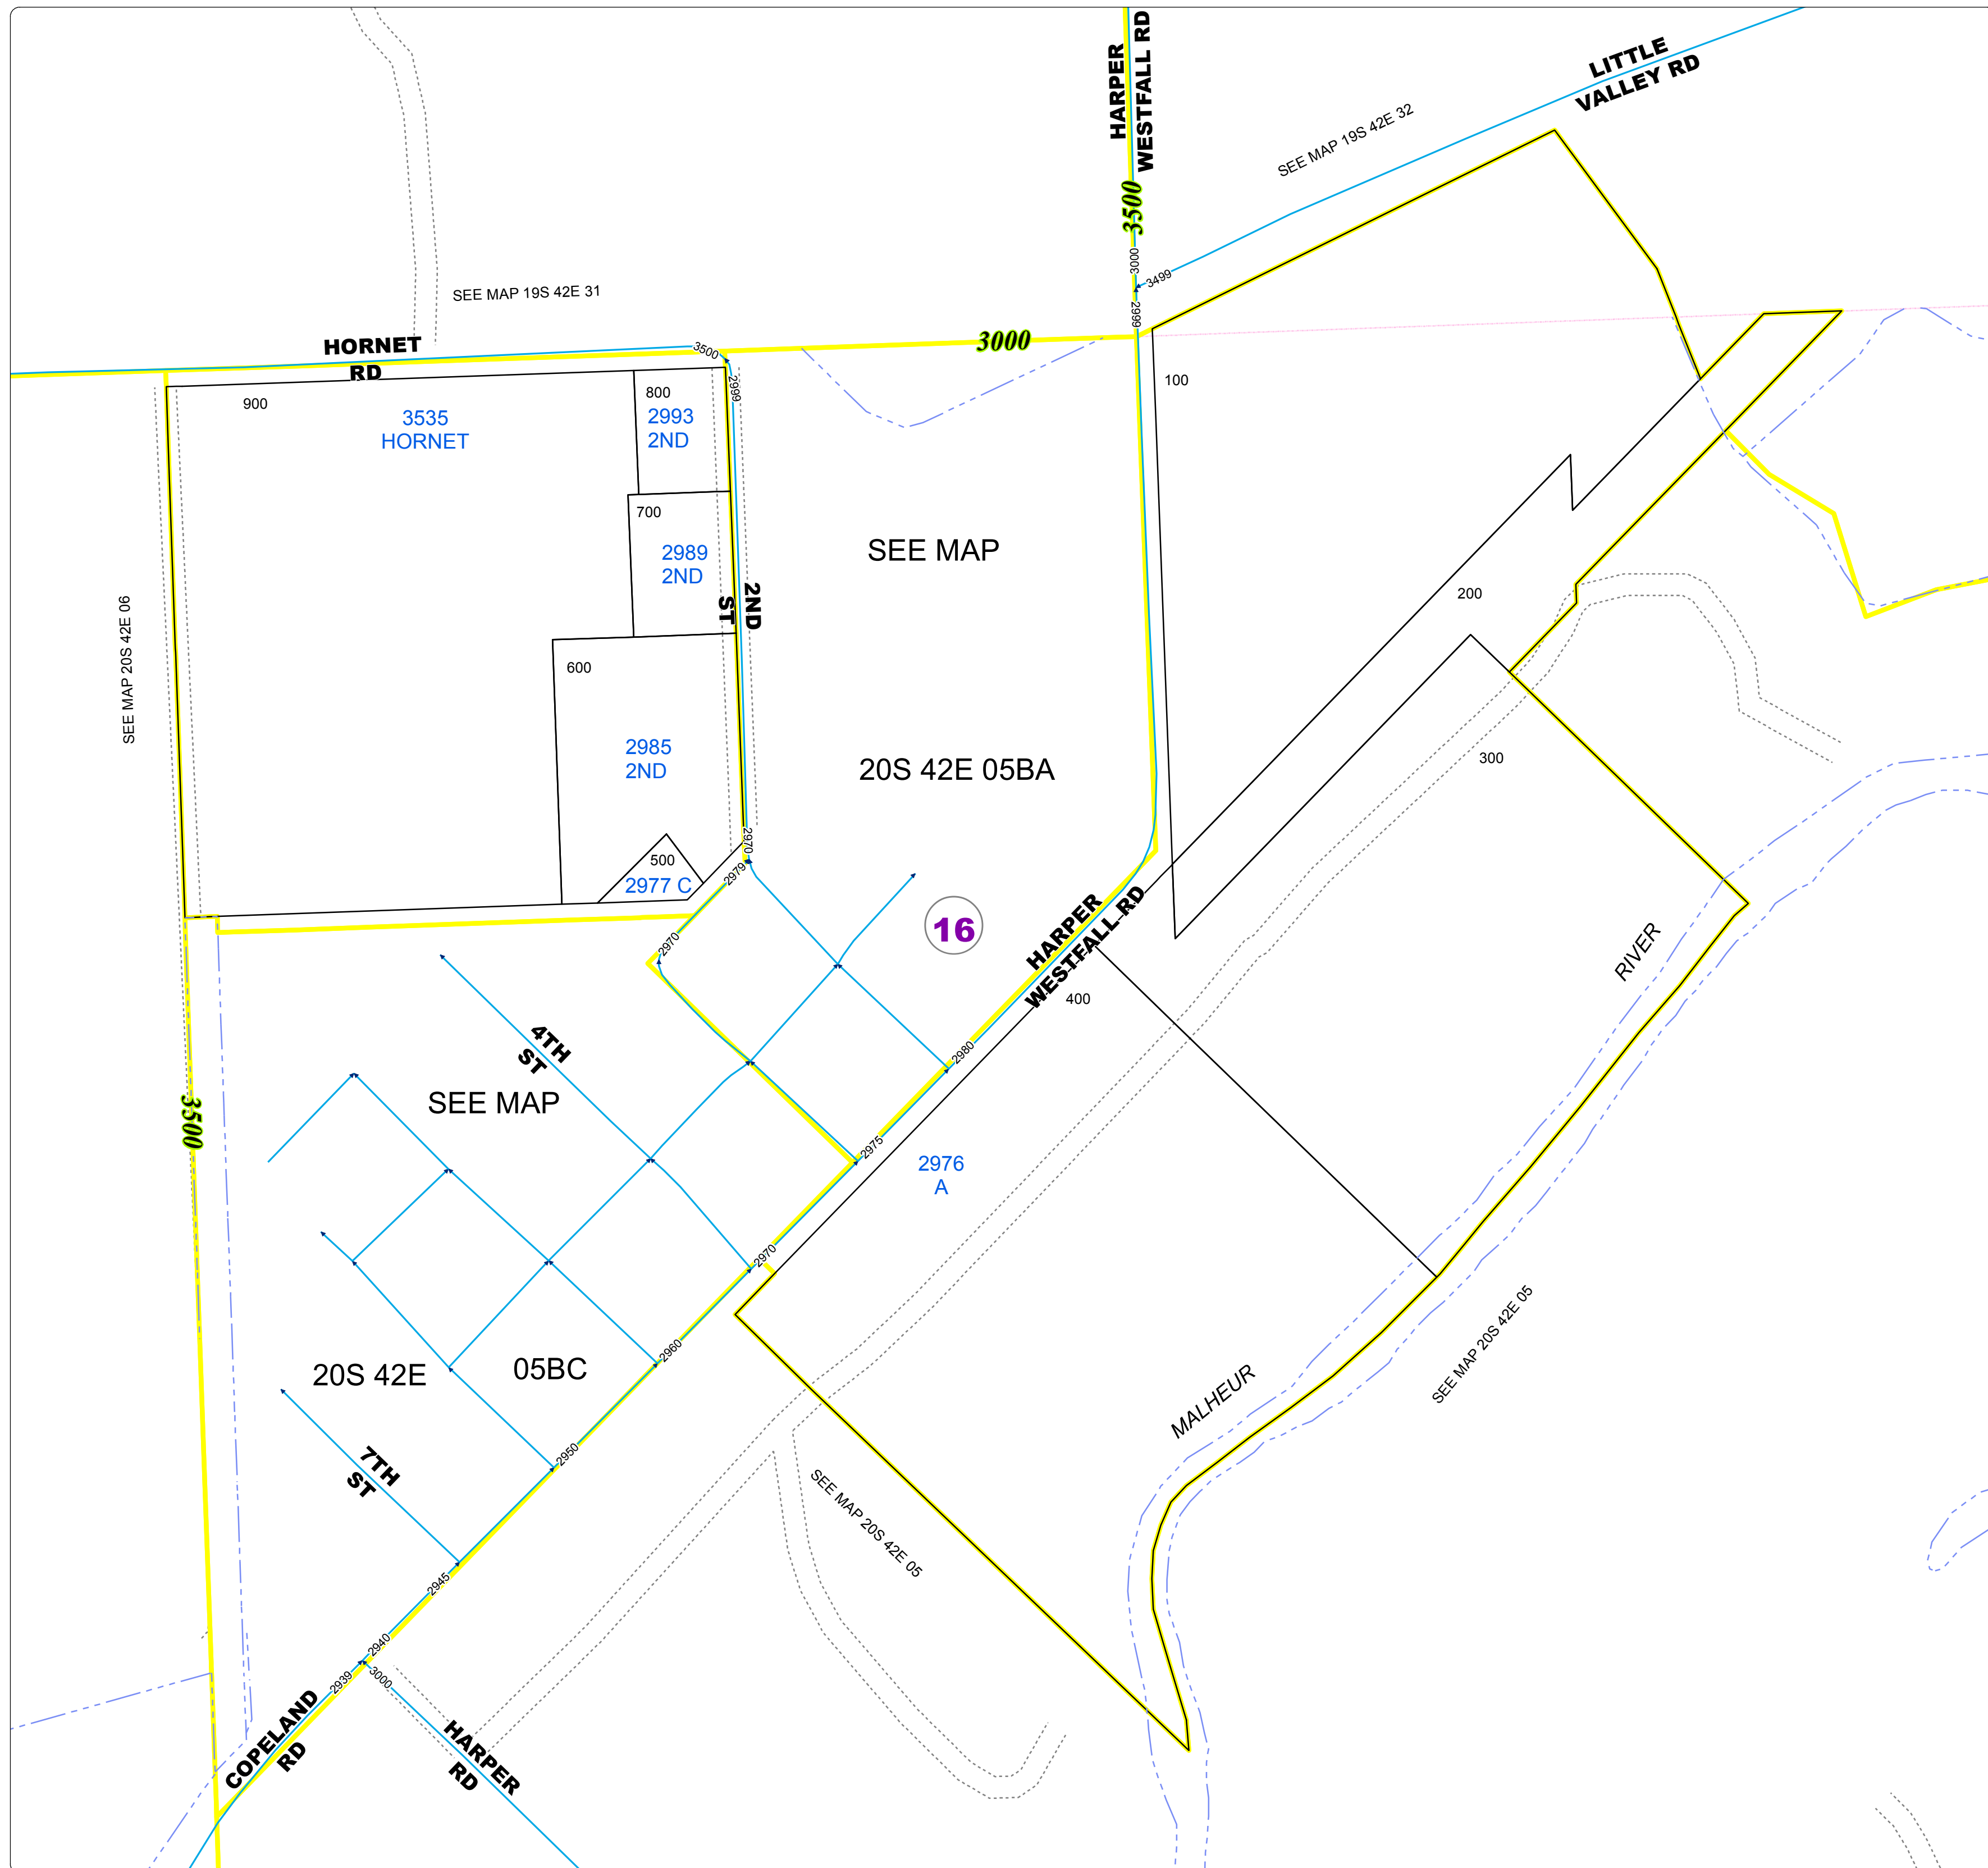 HARPER
WESTFALL RD
LITTLE
VALLEY RD
SEE MAP 19S 42E 32
3500
3000
3499
2999
SEE MAP 19S 42E 31
HORNET
RD
3500
3000
2999
100
900
3535
HORNET
800
2993
2ND
700
2989
2ND
2ND
ST
SEE MAP
SEE MAP 20S 42E 06
200
600
2985
2ND
20S 42E 05BA
300
2970
500
2977 C
2979
16
HARPER
WESTFALL RD
2970
400
RIVER
4TH
ST
2980
SEE MAP
3500
2975
2976
A
2970
2960
20S 42E
05BC
SEE MAP 20S 42E 05
MALHEUR
2950
7TH
ST
SEE MAP 20S 42E 05
2945
2940
2939
3000
COPELAND
RD
HARPER
RD